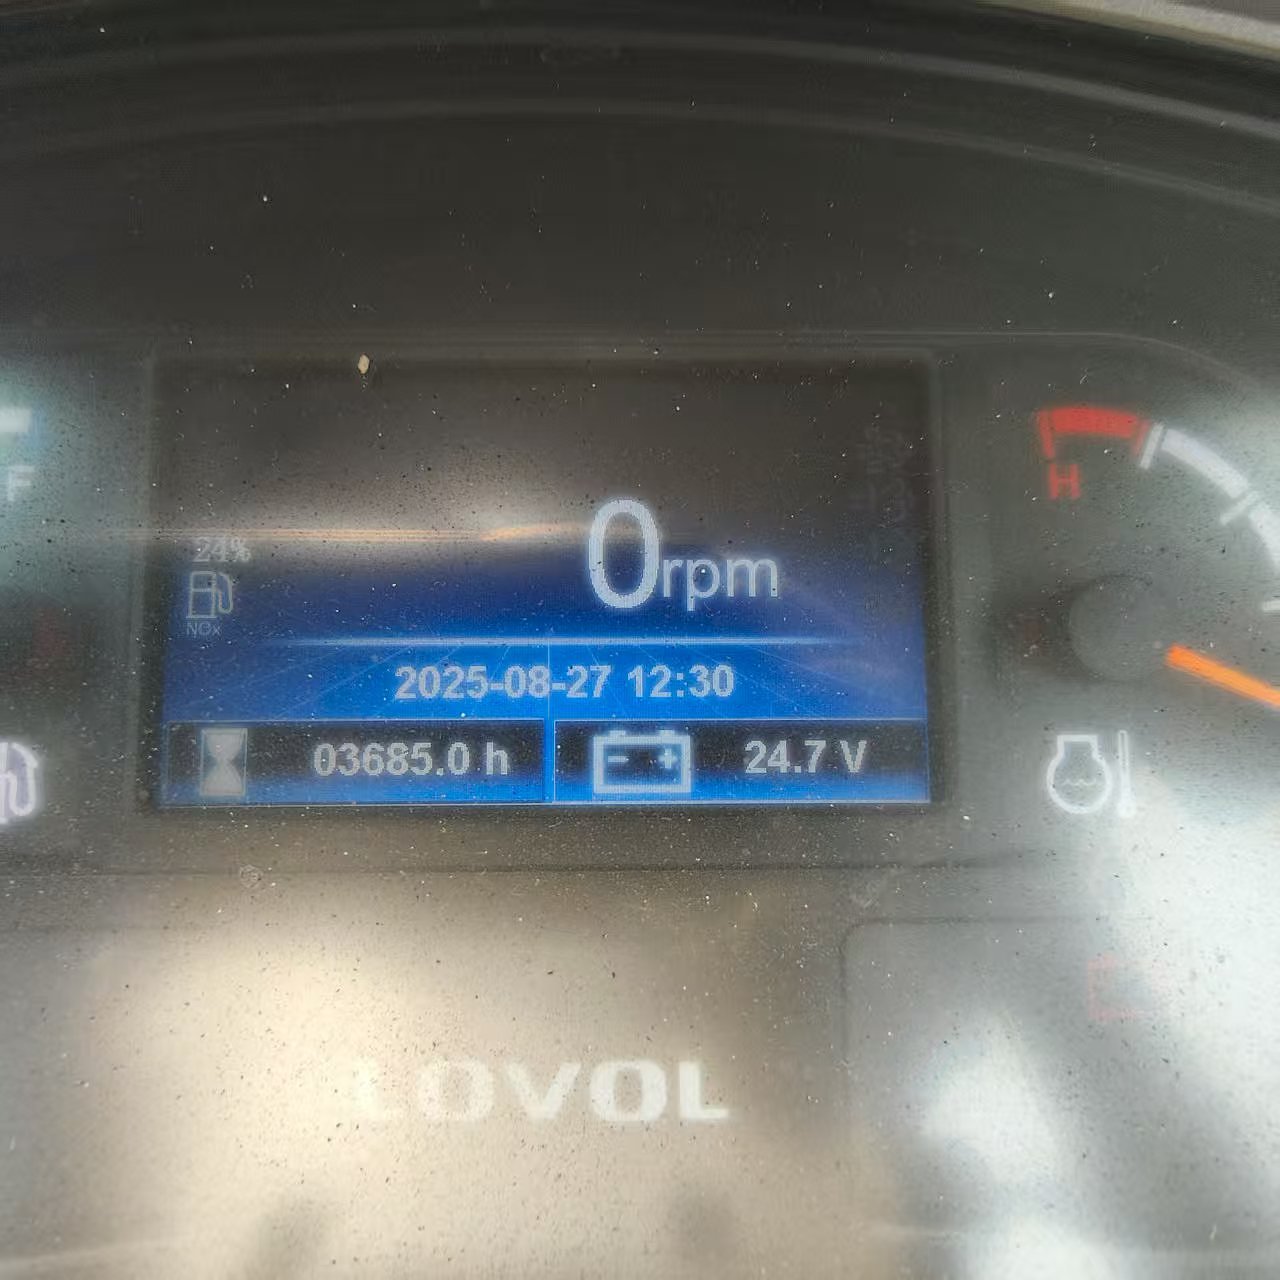 F
H
0rpm
24%
NOx
2025-08-27 12:30
03685.0 h
24.7 V
LOVOL